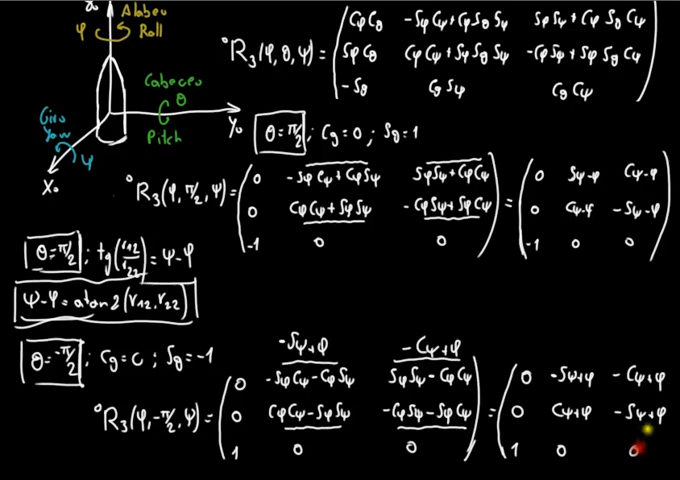 z₀
Alabeo
φ Roll
Cabeceo
θ
Giro
Yaw
Pitch
y₀
ψ
x₀
⁰R₃(φ, θ, ψ) = ( CφCθ   -SφCψ+CφSθSψ   SφSψ+CφSθCψ
SφCθ   CφCψ+SφSθSψ   -CφSψ+SφSθCψ
-Sθ   CθSψ   CθCψ )
θ=π/2 ; Cθ=0 ; Sθ=1
⁰R₃(φ, π/2, ψ) = ( 0   -SφCψ+CφSψ   SφSψ+CφCψ ) = ( 0   Sψ-φ   Cψ-φ )
0   CφCψ+SφSψ   -CφSψ+SφCψ   0   Cψ-φ   -Sψ-φ
-1   0   0   -1   0   0
θ=π/2 ; tg(r12/r22) = ψ-φ
ψ-φ = atan2(r12, r22)
θ=-π/2 ; Cθ=0 ; Sθ=-1
-Sψ+φ   -Cψ+φ
⁰R₃(φ, -π/2, ψ) = ( 0   -SφCψ-CφSψ   SφSψ-CφCψ ) = ( 0   -Sψ+φ   -Cψ+φ )
0   CφCψ-SφSψ   -CφSψ-SφCψ   0   Cψ+φ   -Sψ+φ
1   0   0   1   0   0